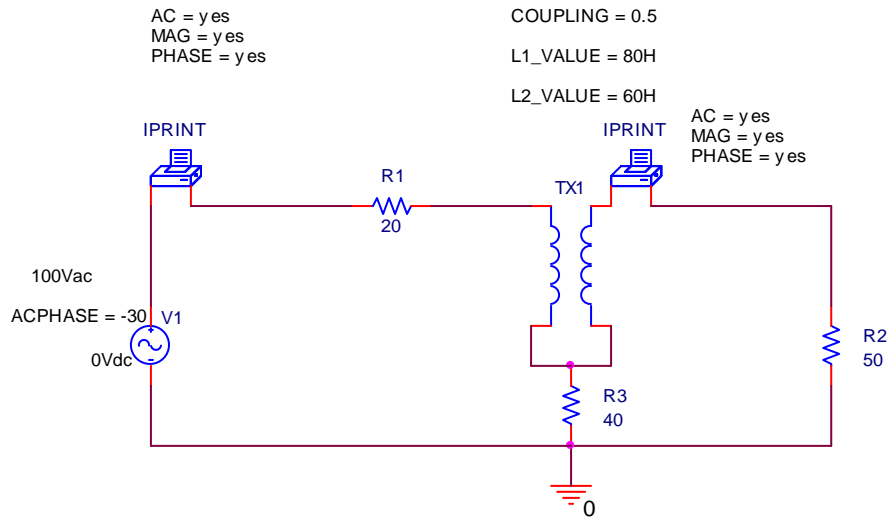 AC = yes
MAG = yes
PHASE = yes
COUPLING = 0.5
L1_VALUE = 80H
L2_VALUE = 60H
IPRINT
IPRINT
AC = yes
MAG = yes
PHASE = yes
R1
20
TX1
100Vac
ACPHASE = -30
V1
0Vdc
R2
50
R3
40
0